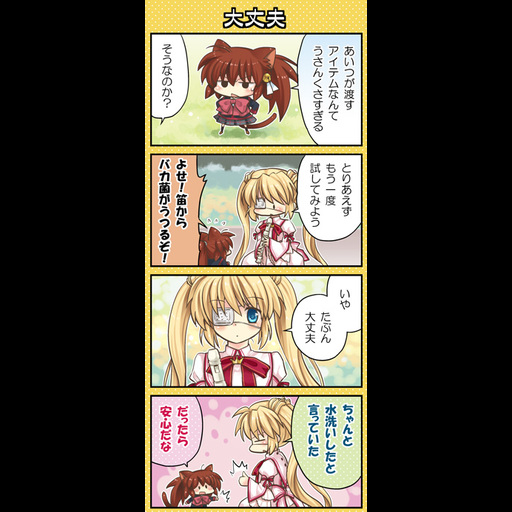 大丈夫
あいつが渡す
アイテムなんて
うさんくさすぎる
そうなのか?
とりあえず
もう一度
試してみよう
よせ!笛から
バカ菌がうつるぞ!
いや
たぶん
大丈夫
ちゃんと
水洗いしたと
言っていた
だったら
安心だな